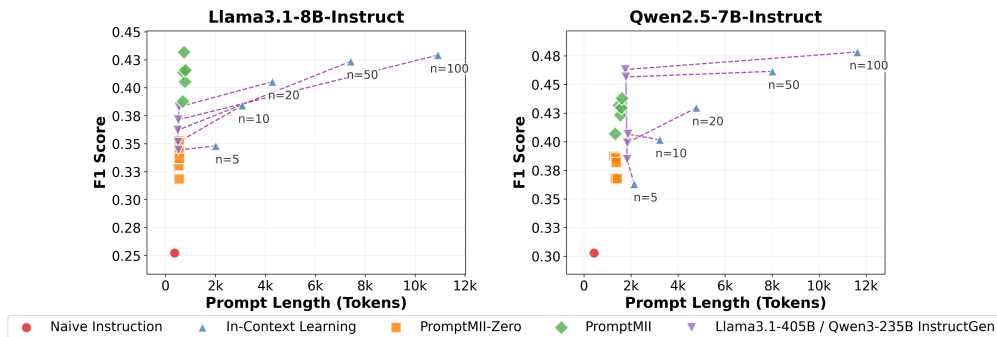 Llama3.1-8B-Instruct
F1 Score
0.45
0.43
0.40
0.38
0.35
0.33
0.30
0.28
0.25
n=5
n=10
n=20
n=50
n=100
0 2k 4k 6k 8k 10k 12k
Prompt Length (Tokens)
Qwen2.5-7B-Instruct
F1 Score
0.48
0.45
0.43
0.40
0.38
0.35
0.33
0.30
n=5
n=10
n=20
n=50
n=100
0 2k 4k 6k 8k 10k 12k
Prompt Length (Tokens)
Naive Instruction In-Context Learning PromptMII-Zero PromptMII Llama3.1-405B / Qwen3-235B InstructGen